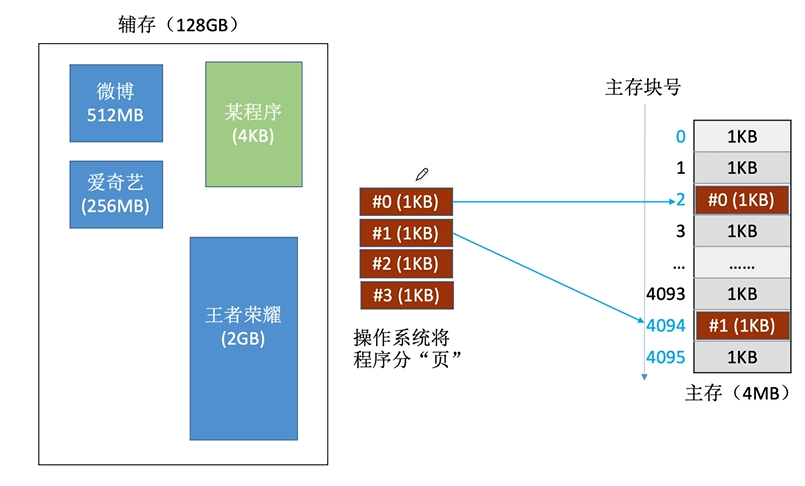 辅存（128GB）
微博
512MB
某程序
(4KB)
爱奇艺
(256MB)
王者荣耀
(2GB)
#0 (1KB)
#1 (1KB)
#2 (1KB)
#3 (1KB)
操作系统将
程序分“页”
主存块号
0 1KB
1 1KB
2 #0 (1KB)
3 1KB
... ......
4093 1KB
4094 #1 (1KB)
4095 1KB
主存（4MB）